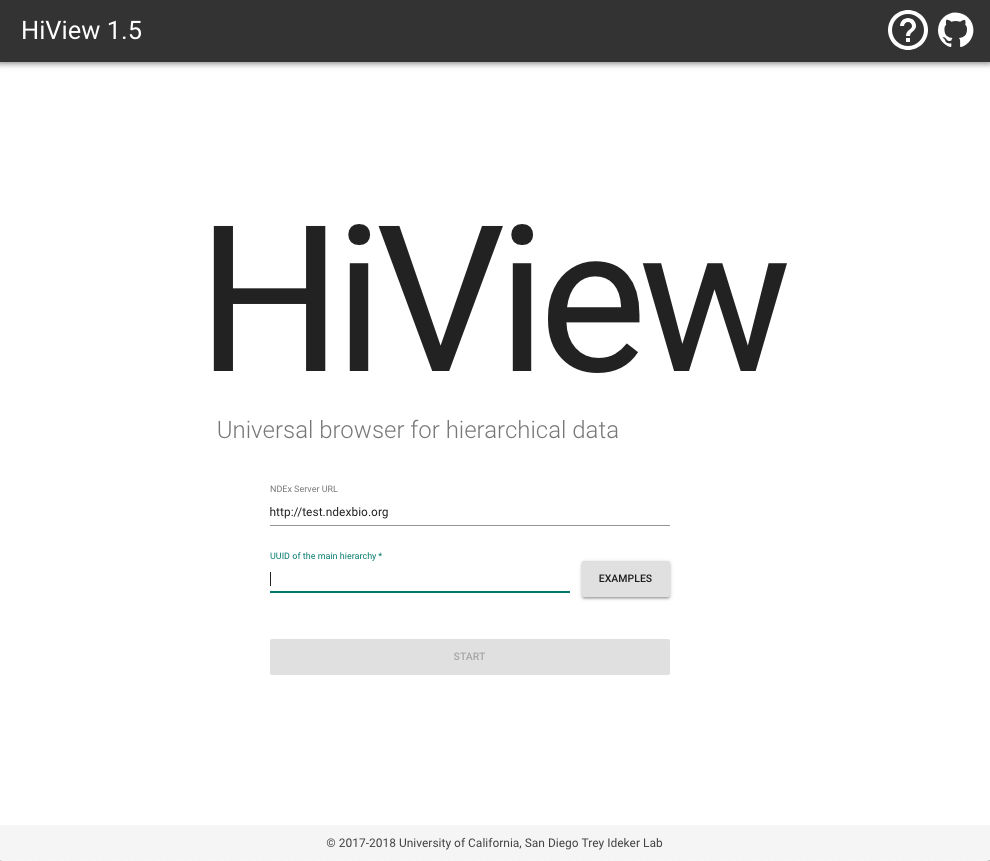 HiView 1.5
HiView
Universal browser for hierarchical data
NDEx Server URL
http://test.ndexbio.org
UUID of the main hierarchy *
EXAMPLES
START
© 2017-2018 University of California, San Diego Trey Ideker Lab